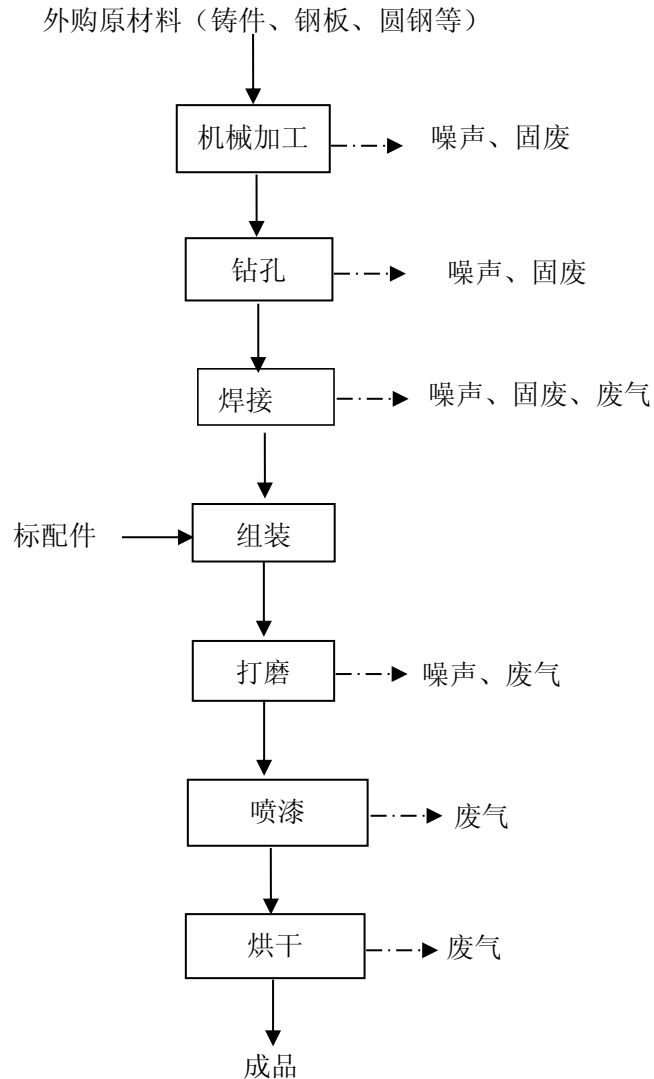 外购原材料（铸件、钢板、圆钢等）
机械加工
噪声、固废
钻孔
噪声、固废
焊接
噪声、固废、废气
标配件
组装
打磨
噪声、废气
喷漆
废气
烘干
废气
成品